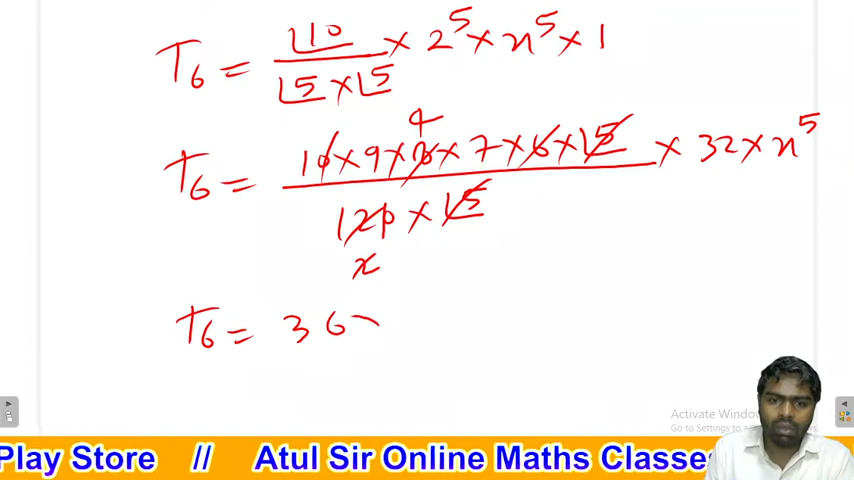 T6 = ⌊10 / ⌊5 × ⌊5 × 2^5 × x^5 × 1
T6 = 10×9×8×7×6×⌊5 / 120×⌊5 × 32 × x^5
4
T6 = 36
Activate Window
Go to Settings to a
Play Store // Atul Sir Online Maths Classes